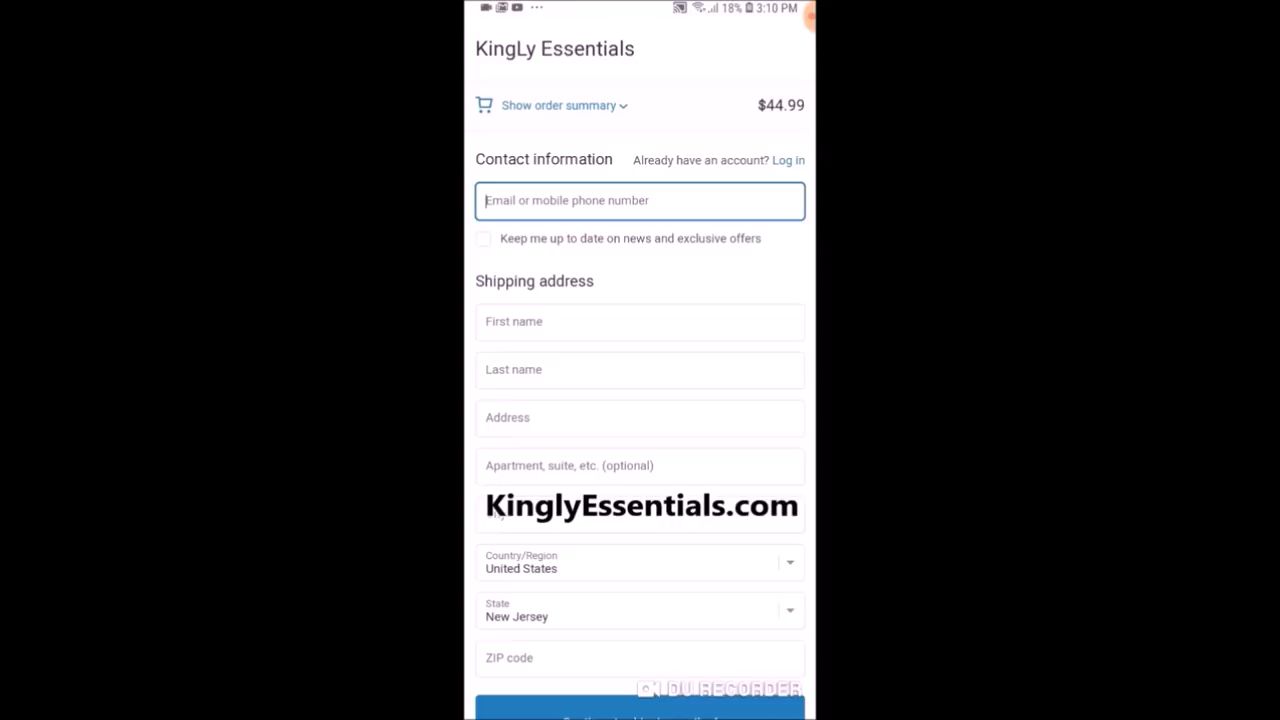 18% 3:10 PM
KingLy Essentials
Show order summary $44.99
Contact information Already have an account? Log in
Email or mobile phone number
Keep me up to date on news and exclusive offers
Shipping address
First name
Last name
Address
Apartment, suite, etc. (optional)
KinglyEssentials.com
Country/Region
United States
State
New Jersey
ZIP code
DU RECORDER